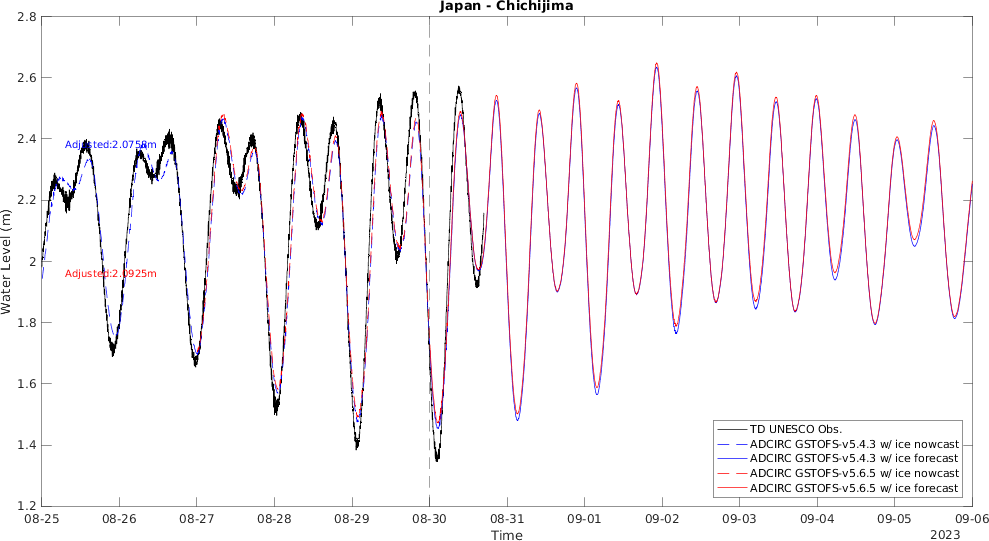 Japan - Chichijima
2.8
2.6
2.4
2.2
2
1.8
1.6
1.4
1.2
Water Level (m)
Adjusted:2.0758m
Adjusted:2.0925m
TD UNESCO Obs.
ADCIRC GSTOFS-v5.4.3 w/ ice nowcast
ADCIRC GSTOFS-v5.4.3 w/ ice forecast
ADCIRC GSTOFS-v5.6.5 w/ ice nowcast
ADCIRC GSTOFS-v5.6.5 w/ ice forecast
08-25 08-26 08-27 08-28 08-29 08-30 08-31 09-01 09-02 09-03 09-04 09-05 09-06
Time
2023